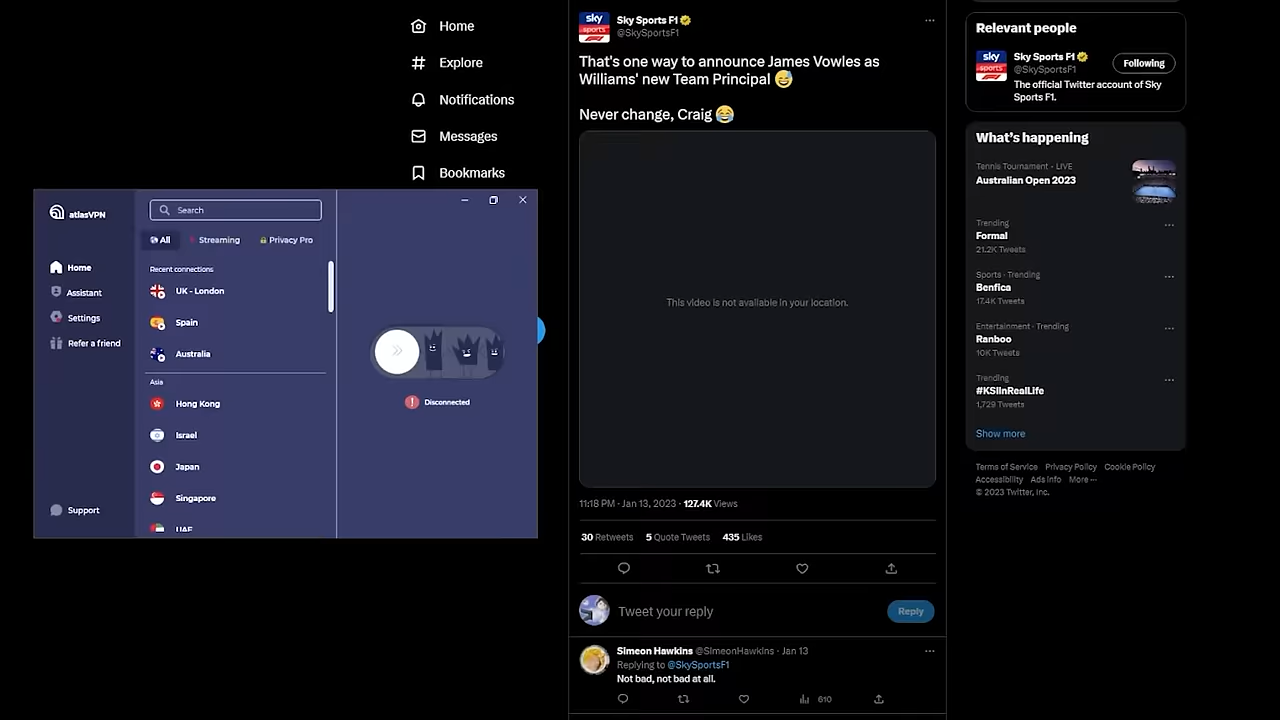 Home
Explore
Notifications
Messages
Bookmarks
atlasVPN
Home
Assistant
Settings
Refer a friend
Support
Search
All Streaming Privacy Pro
Recent connections
UK - London
Spain
Australia
Asia
Hong Kong
Israel
Japan
Singapore
UAE
Disconnected
sky
sports
F1
Sky Sports F1
@SkySportsF1
That's one way to announce James Vowles as
Williams' new Team Principal 😅
Never change, Craig 😂
This video is not available in your location.
11:18 PM · Jan 13, 2023 · 127.4K Views
30 Retweets 5 Quote Tweets 435 Likes
Tweet your reply
Reply
Simeon Hawkins @SimeonHawkins · Jan 13
Replying to @SkySportsF1
Not bad, not bad at all.
610
Relevant people
sky
sports
F1
Sky Sports F1
@SkySportsF1
Following
The official Twitter account of Sky
Sports F1.
What's happening
Tennis Tournament · LIVE
Australian Open 2023
Trending
Formal
21.2K Tweets
Sports · Trending
Benfica
17.4K Tweets
Entertainment · Trending
Ranboo
10K Tweets
Trending
#KSIInRealLife
1,729 Tweets
Show more
Terms of Service Privacy Policy Cookie Policy
Accessibility Ads info More ···
© 2023 Twitter, Inc.